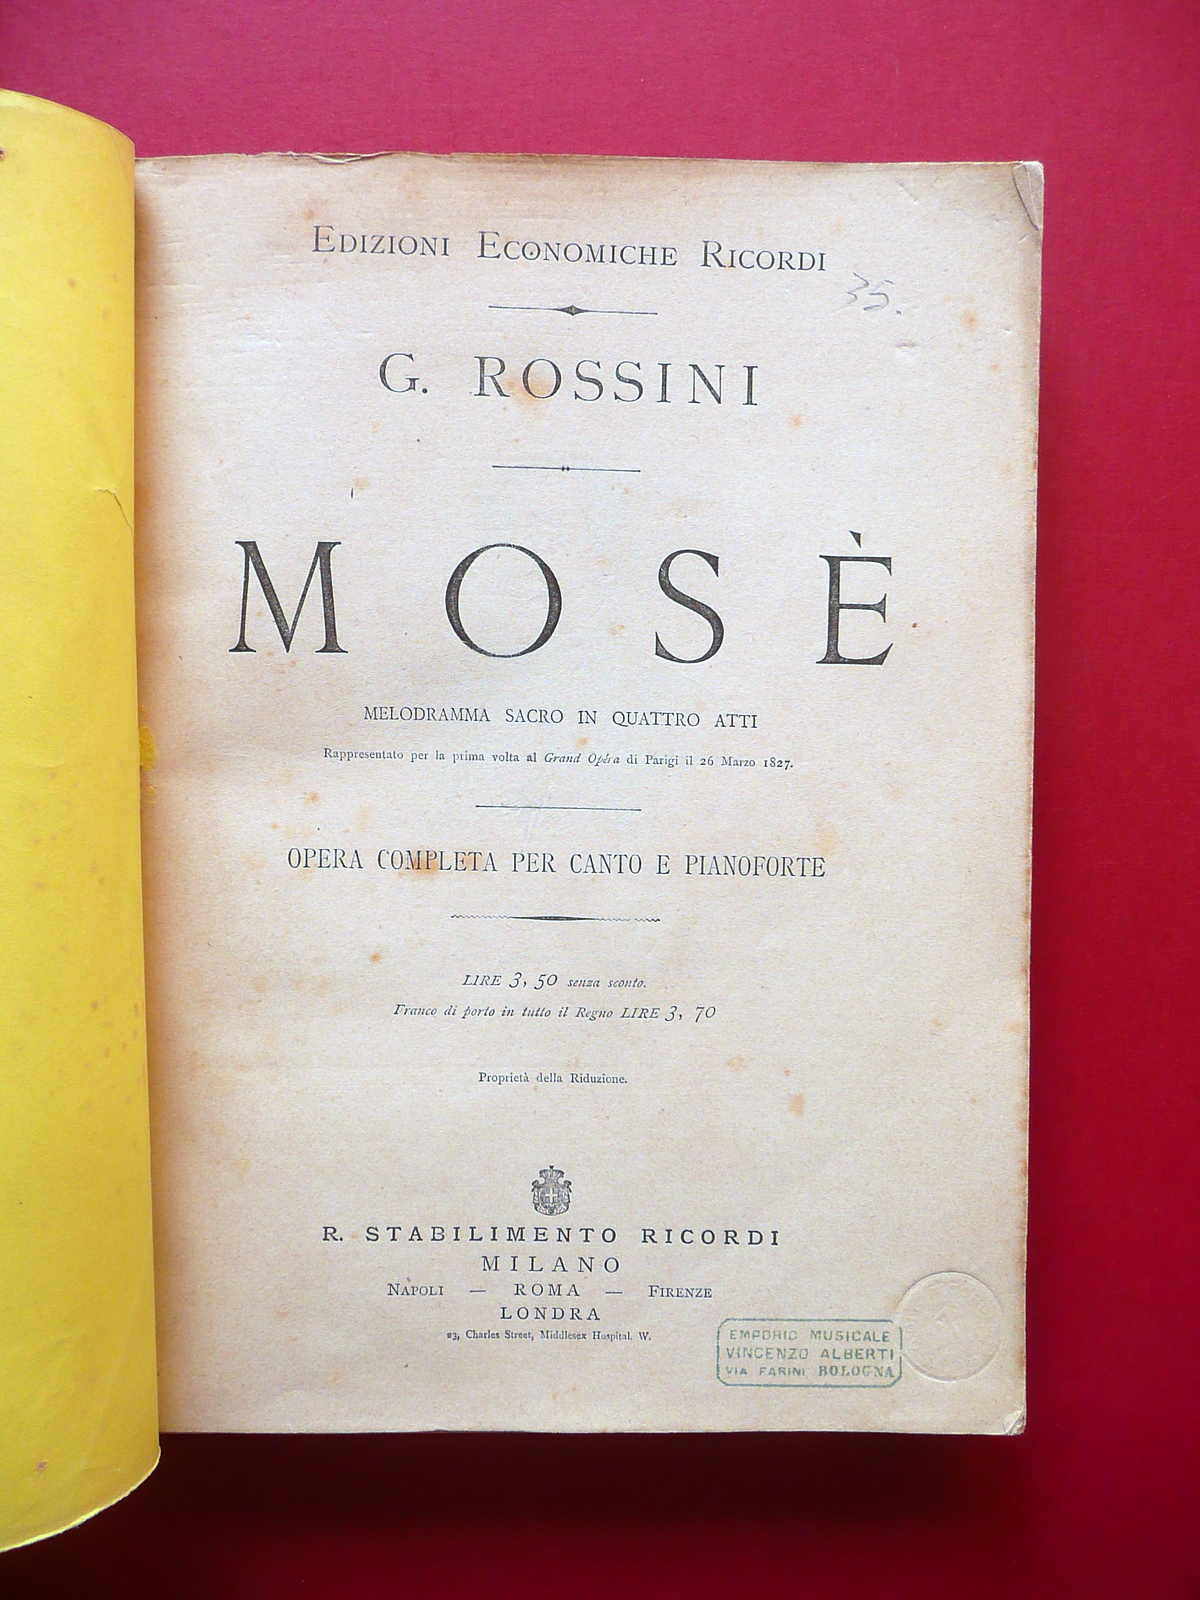 Edizioni Economiche Ricordi
35.
G. ROSSINI
MOSÈ
MELODRAMMA SACRO IN QUATTRO ATTI
Rappresentato per la prima volta al Grand Opéra di Parigi il 26 Marzo 1827.
OPERA COMPLETA PER CANTO E PIANOFORTE
LIRE 3, 50 senza sconto.
Franco di porto in tutto il Regno LIRE 3, 70
Proprietà della Riduzione.
R. STABILIMENTO RICORDI
MILANO
NAPOLI — ROMA — FIRENZE
LONDRA
23, Charles Street, Middlesex Hospital. W.
EMPORIO MUSICALE
VINCENZO ALBERTI
VIA FARINI BOLOGNA